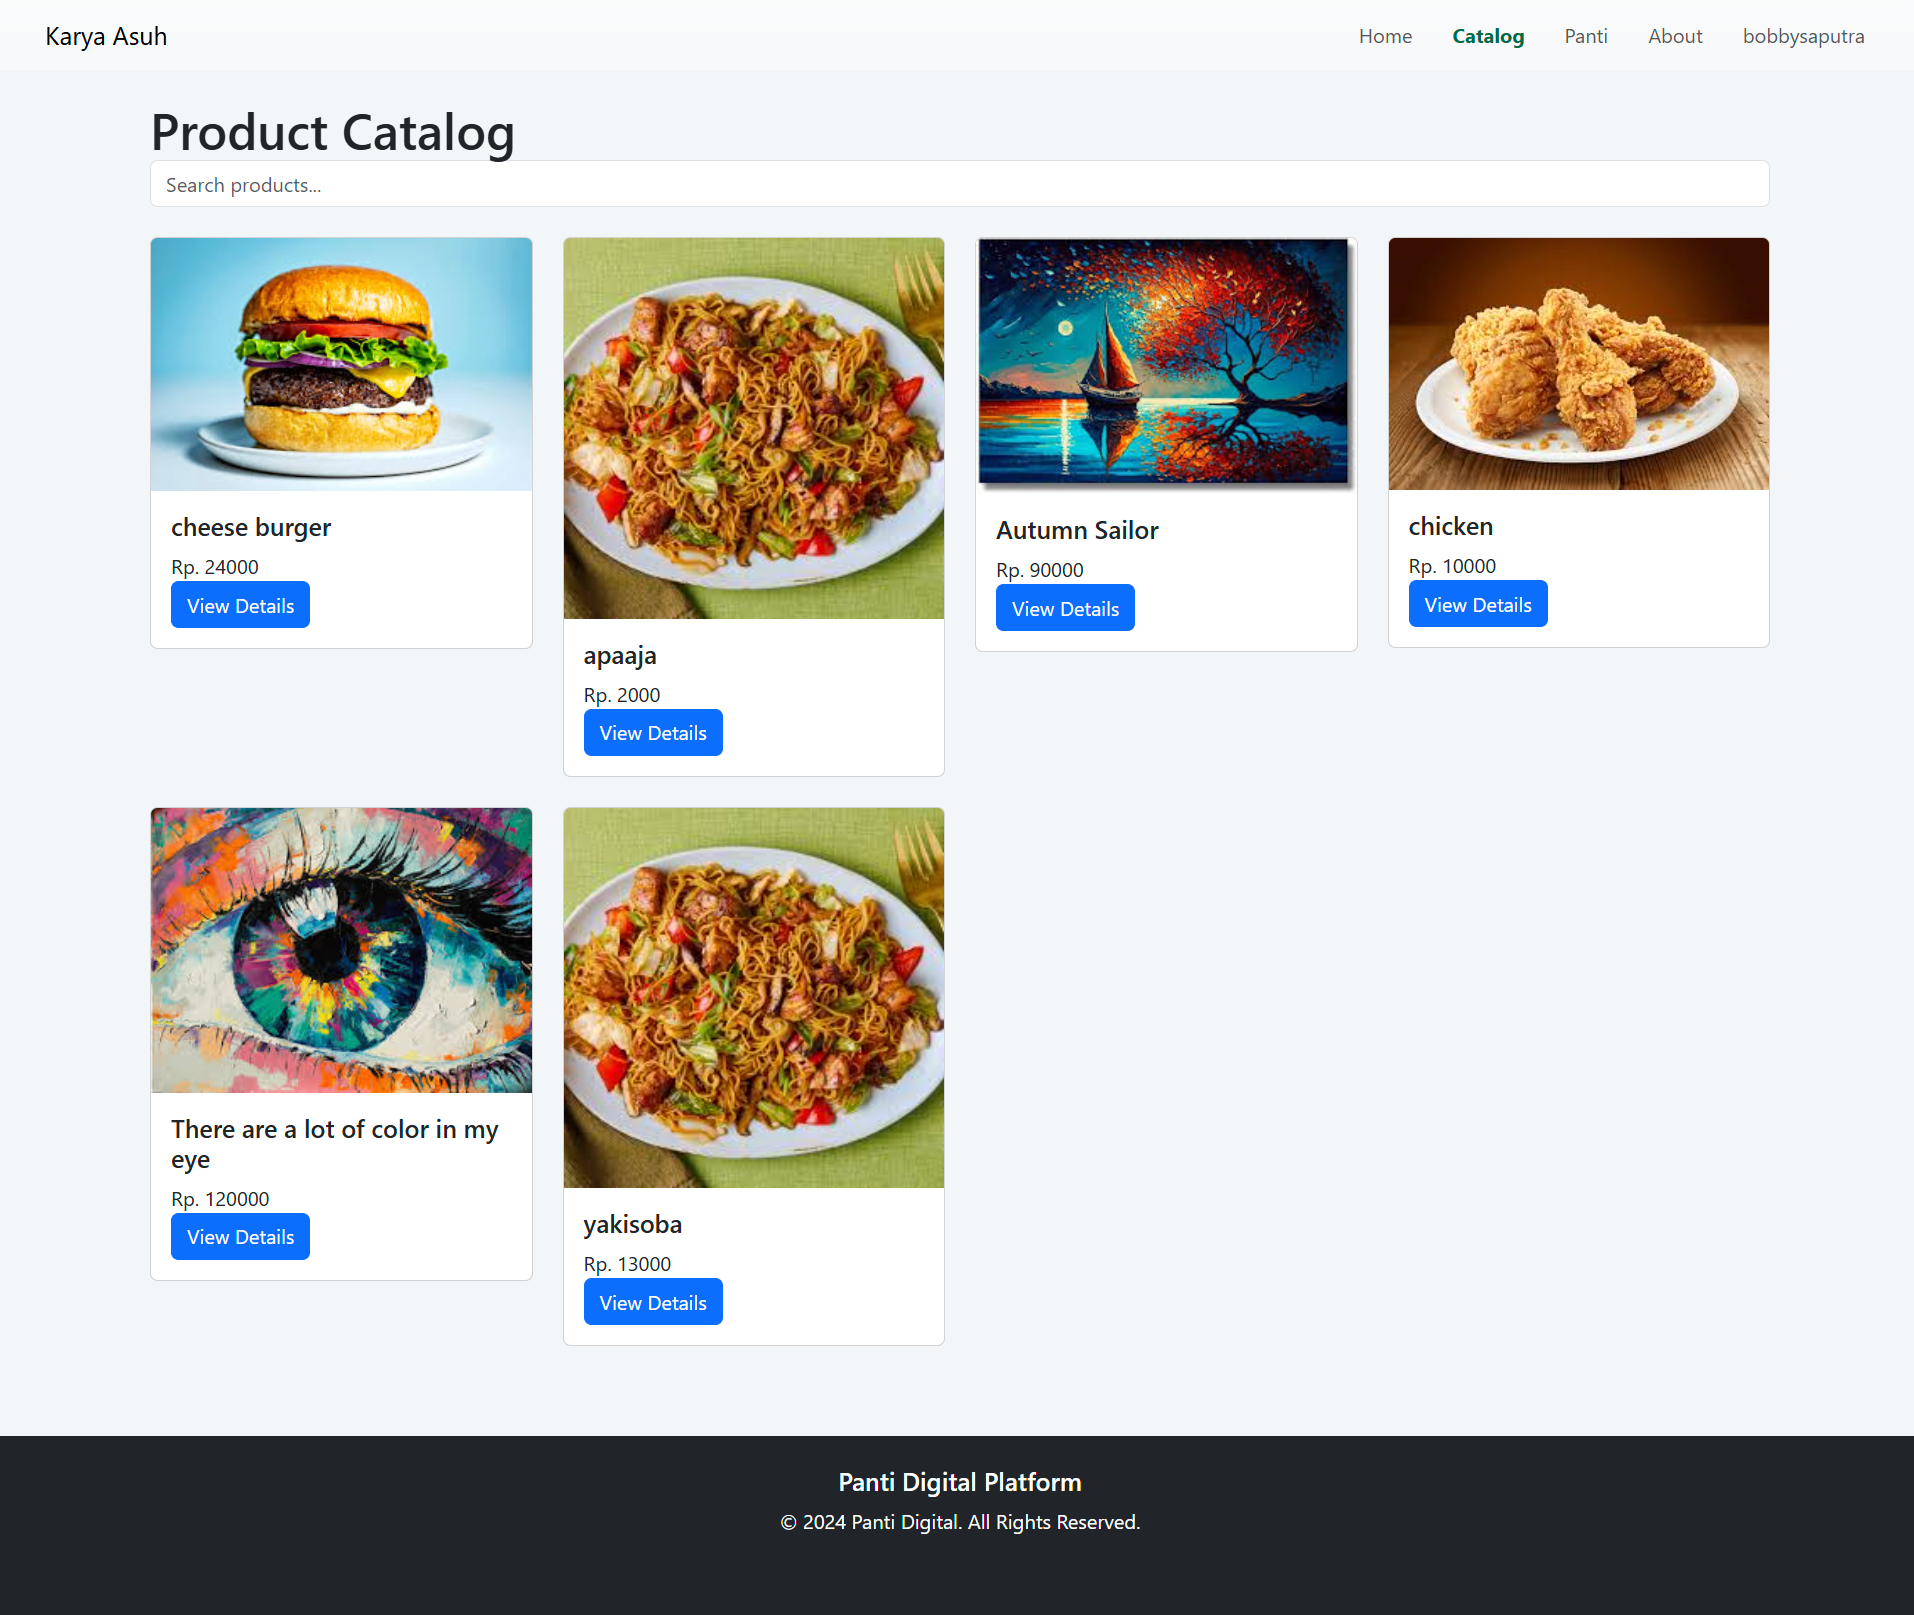 Karya Asuh
Home
Catalog
Panti
About
bobbysaputra
Product Catalog
Search products...
cheese burger
Rp. 24000
View Details
apaaja
Rp. 2000
View Details
Autumn Sailor
Rp. 90000
View Details
chicken
Rp. 10000
View Details
There are a lot of color in my
eye
Rp. 120000
View Details
yakisoba
Rp. 13000
View Details
Panti Digital Platform
© 2024 Panti Digital. All Rights Reserved.